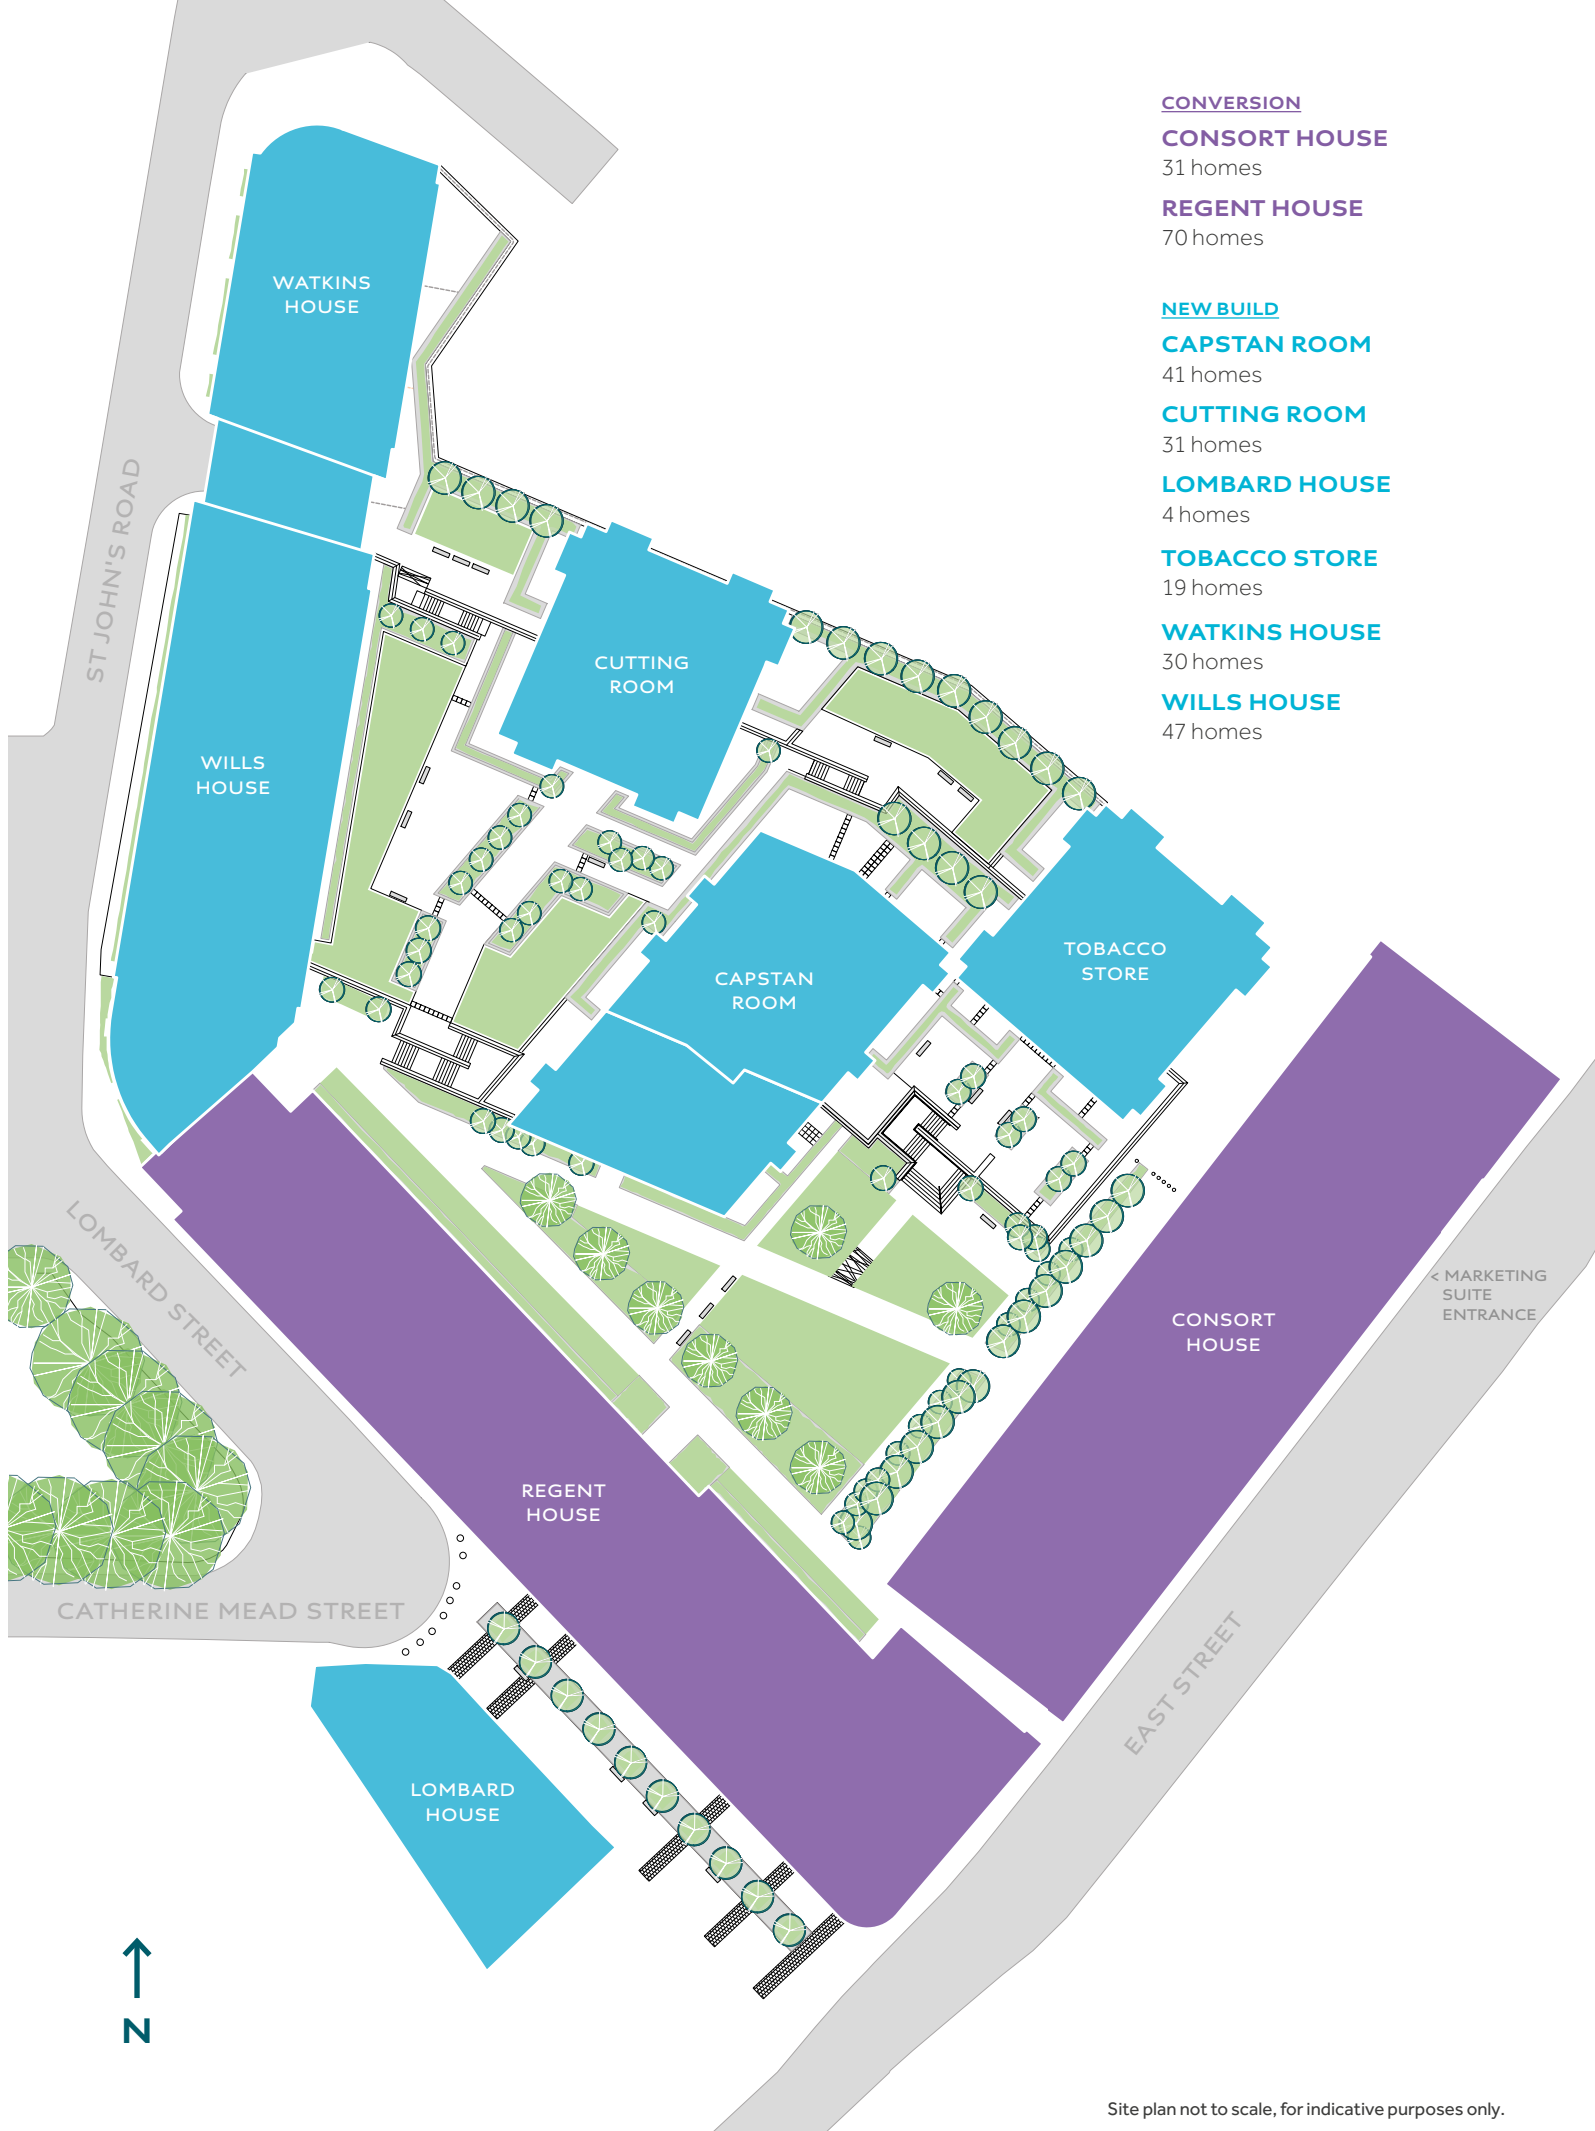 CONVERSION
CONSORT HOUSE
31 homes
REGENT HOUSE
70 homes
NEW BUILD
CAPSTAN ROOM
41 homes
CUTTING ROOM
31 homes
LOMBARD HOUSE
4 homes
TOBACCO STORE
19 homes
WATKINS HOUSE
30 homes
WILLS HOUSE
47 homes
WATKINS
HOUSE
ST JOHN'S ROAD
CUTTING
ROOM
WILLS
HOUSE
TOBACCO
STORE
CAPSTAN
ROOM
LOMBARD STREET
< MARKETING
SUITE
ENTRANCE
CONSORT
HOUSE
REGENT
HOUSE
CATHERINE MEAD STREET
EAST STREET
LOMBARD
HOUSE
N
Site plan not to scale, for indicative purposes only.